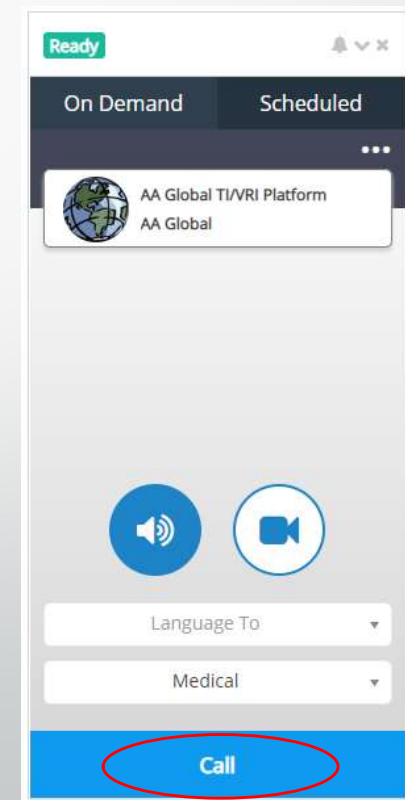 Ready
On Demand Scheduled
AA Global TI/VRI Platform
AA Global
Language To
Medical
Call